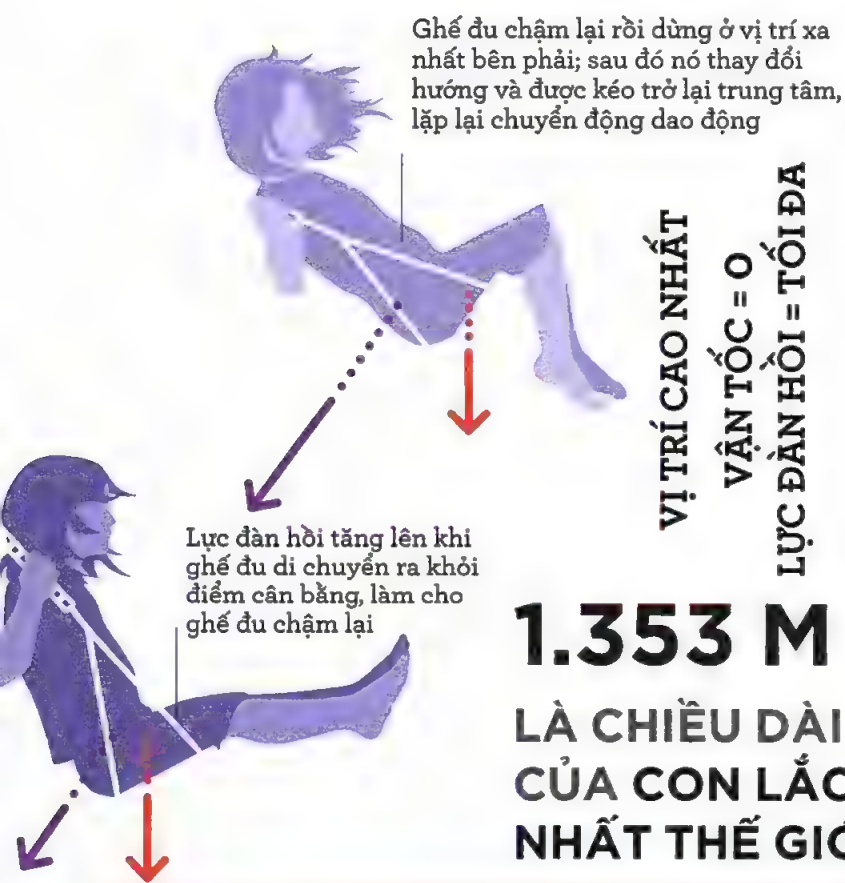 Ghế đu chậm lại rồi dừng ở vị trí xa
nhất bên phải; sau đó nó thay đổi
hướng và được kéo trở lại trung tâm,
lặp lại chuyển động dao động
VỊ TRÍ CAO NHẤT
VẬN TỐC = 0
LỰC ĐÀN HỒI = TỐI ĐA
Lực đàn hồi tăng lên khi
ghế đu di chuyển ra khỏi
điểm cân bằng, làm cho
ghế đu chậm lại
1.353 M
LÀ CHIỀU DÀI
CỦA CON LẮC
NHẤT THẾ